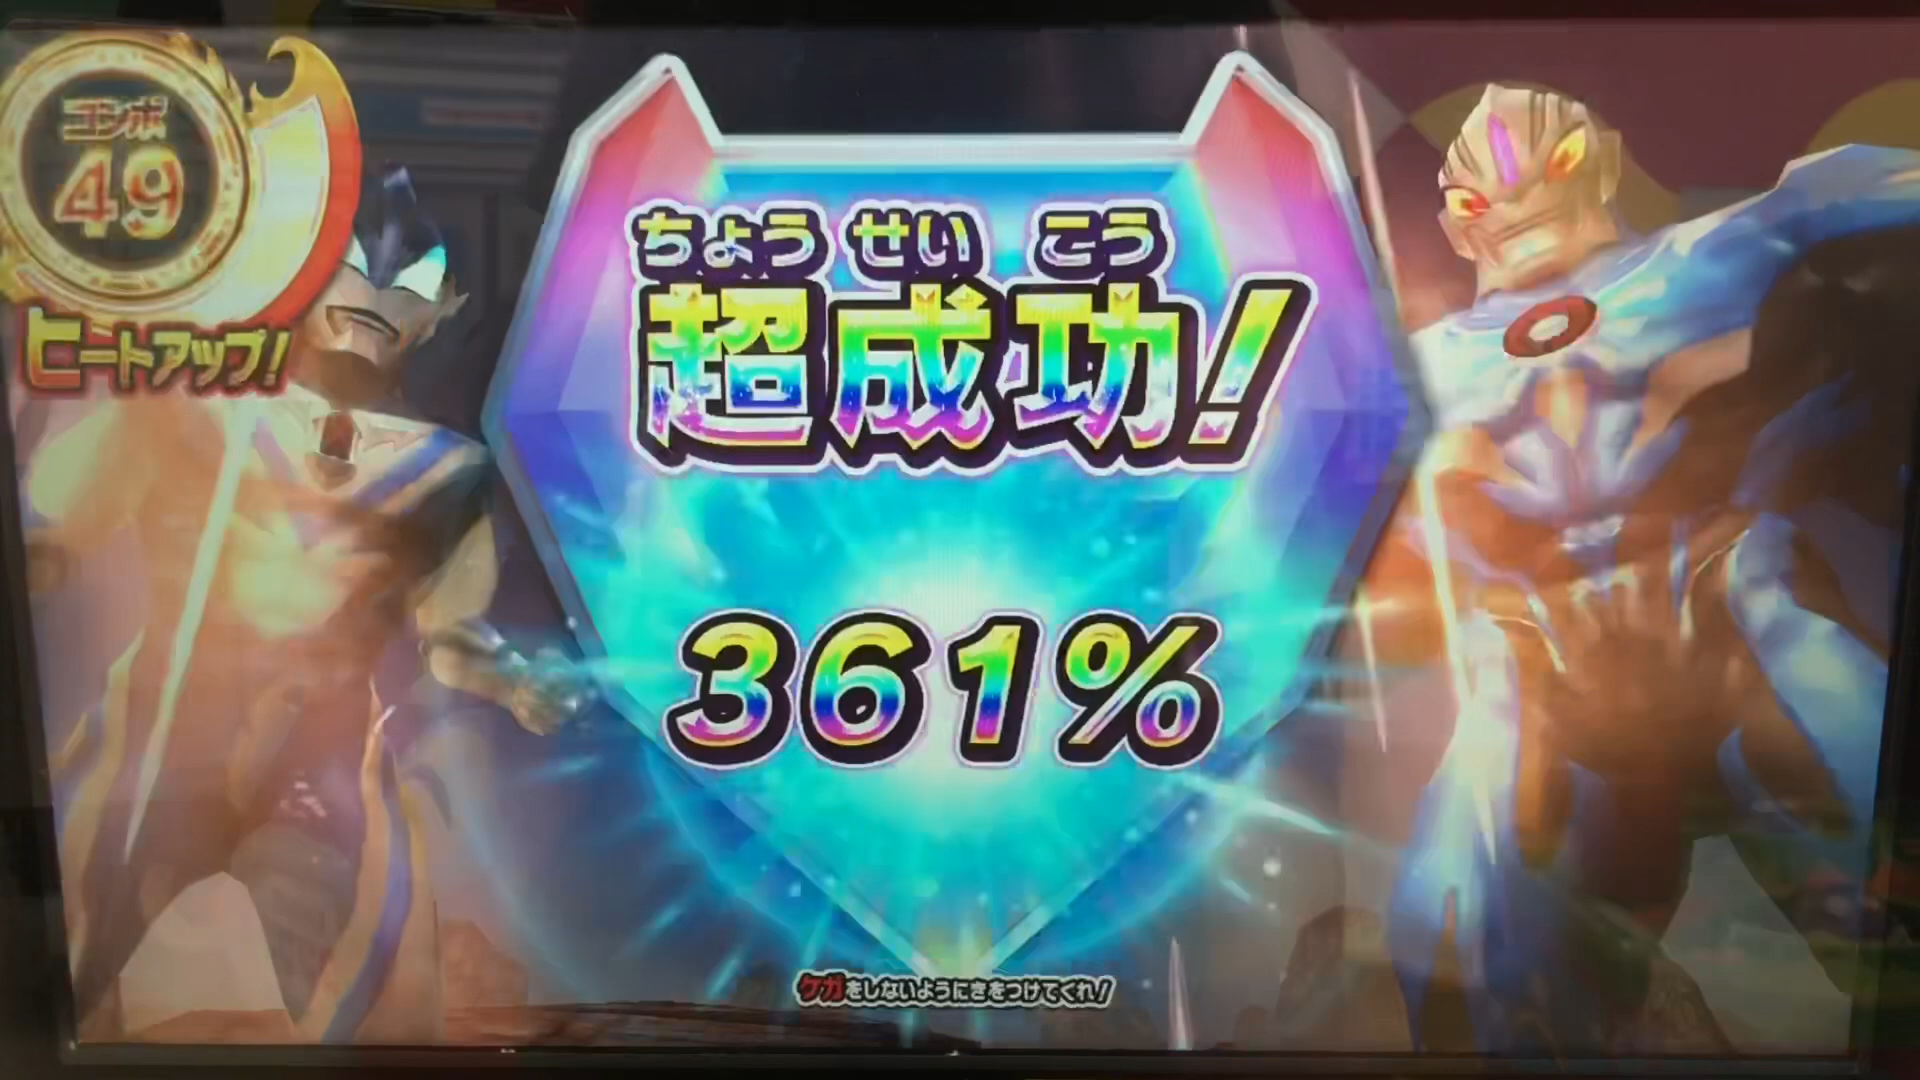 コンボ
49
ヒートアップ!
ちょう せい こう
超成功!
361%
ケガをしないようにきをつけてくれ!